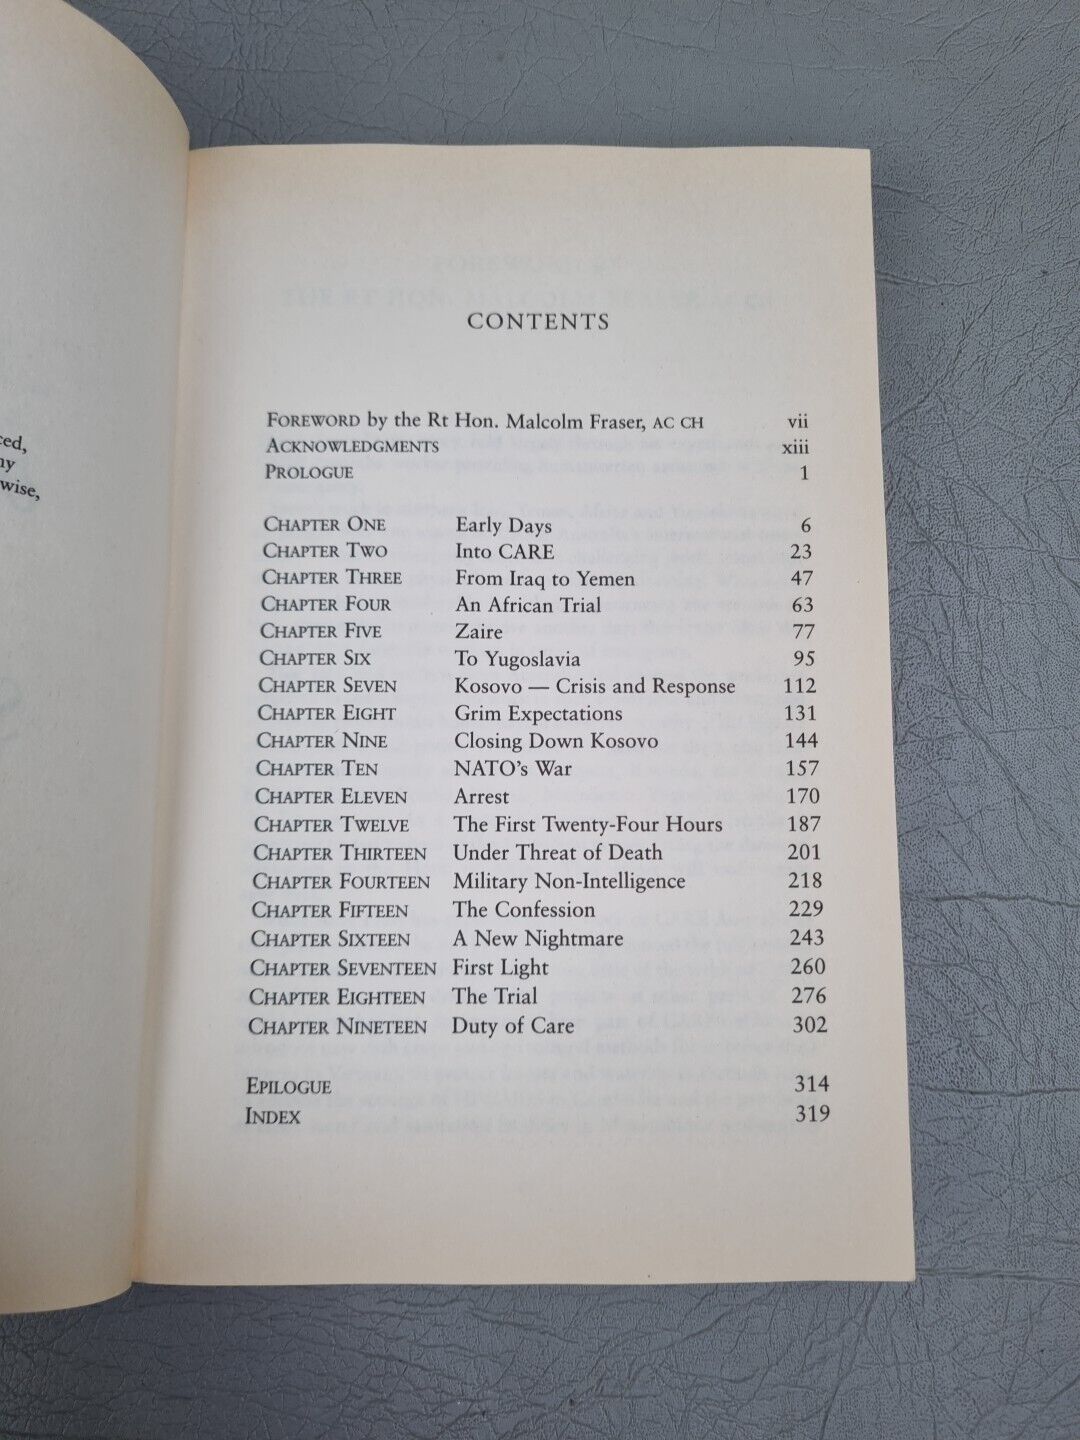 ced,
ny
wise,
CONTENTS
FOREWORD by the Rt Hon. Malcolm Fraser, AC CH vii
ACKNOWLEDGMENTS xiii
PROLOGUE 1
CHAPTER ONE Early Days 6
CHAPTER TWO Into CARE 23
CHAPTER THREE From Iraq to Yemen 47
CHAPTER FOUR An African Trial 63
CHAPTER FIVE Zaire 77
CHAPTER SIX To Yugoslavia 95
CHAPTER SEVEN Kosovo — Crisis and Response 112
CHAPTER EIGHT Grim Expectations 131
CHAPTER NINE Closing Down Kosovo 144
CHAPTER TEN NATO’s War 157
CHAPTER ELEVEN Arrest 170
CHAPTER TWELVE The First Twenty-Four Hours 187
CHAPTER THIRTEEN Under Threat of Death 201
CHAPTER FOURTEEN Military Non-Intelligence 218
CHAPTER FIFTEEN The Confession 229
CHAPTER SIXTEEN A New Nightmare 243
CHAPTER SEVENTEEN First Light 260
CHAPTER EIGHTEEN The Trial 276
CHAPTER NINETEEN Duty of Care 302
EPILOGUE 314
INDEX 319